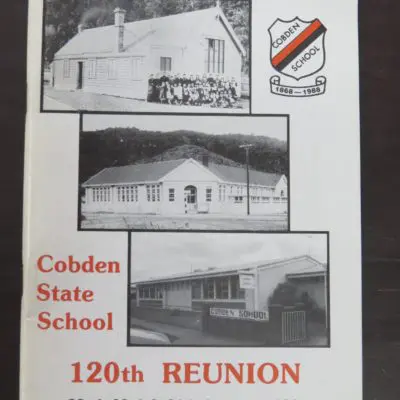 COBDEN
SCHOOL
1868-1988
COBDEN SCHOOL
Cobden
State
School
120th REUNION